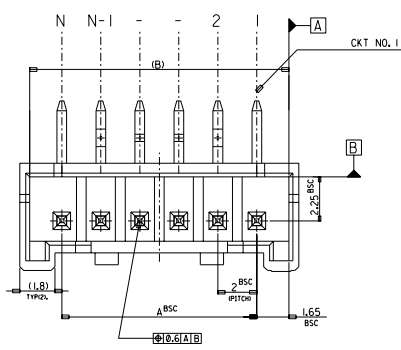 N N-1 - - 2 1
A
CKT NO. 1
(B)
B
2.25 BSC
(1.8)
TYP(2).
A BSC
2 BSC
(PITCH)
1.65
BSC
⌖ 0.6 A B